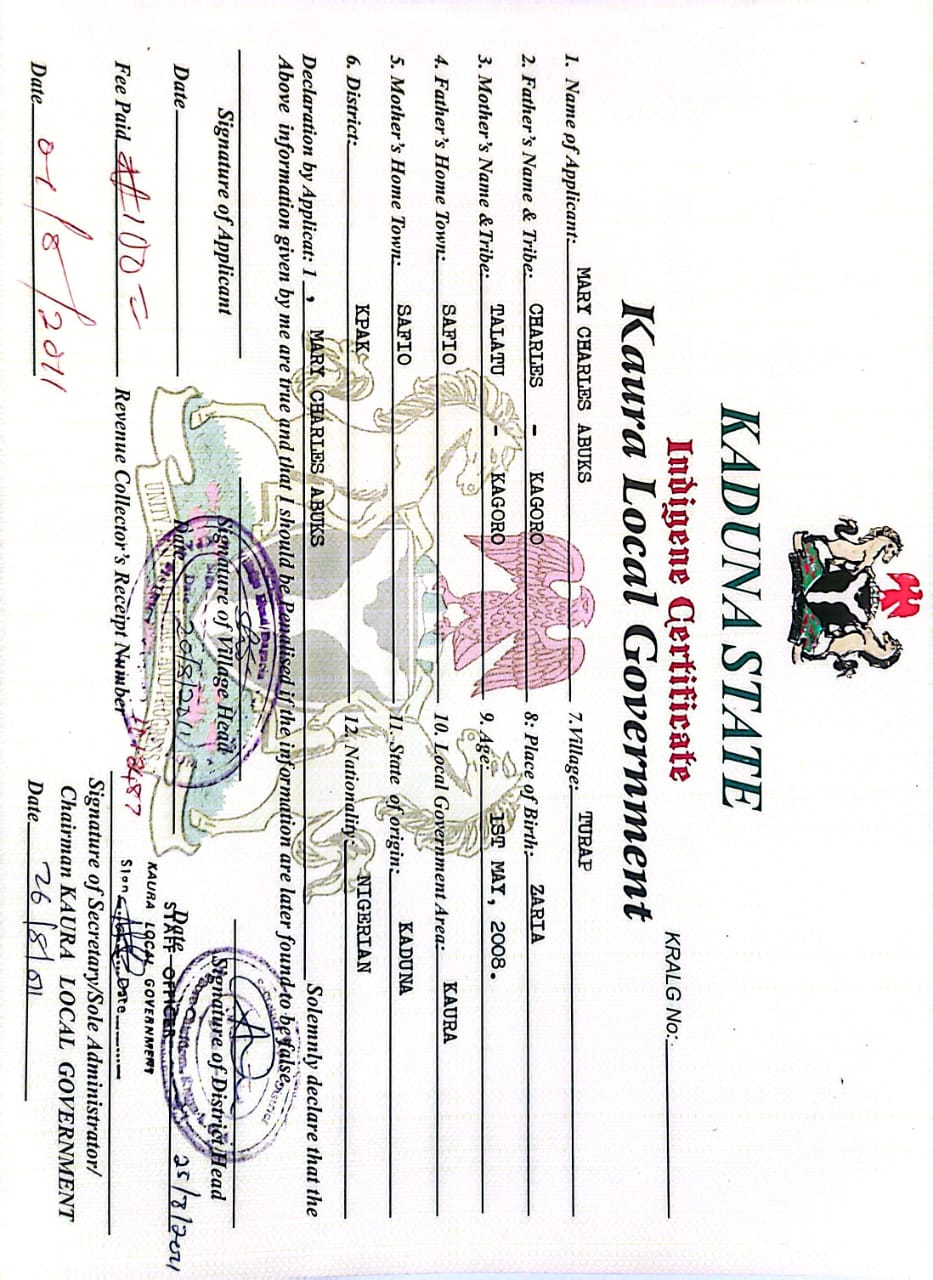 KADUNA STATE
Indigene Certificate
Kaura Local Government
KRALG No:
1. Name of Applicant: MARY CHARLES ABUKS
7. Village: TURAP
2. Father's Name & Tribe: CHARLES - KAGORO
8: Place of Birth: ZARIA
3. Mother's Name & Tribe: TALATU - KAGORO
9. Age: 1ST MAY, 2008.
4. Father's Home Town: SAFIO
10. Local Government Area: KAURA
5. Mother's Home Town: SAFIO
11. State of origin: KADUNA
6. District: KPAK
12. Nationality: NIGERIAN
Declaration by Applicat: I, MARY CHARLES ABUKS Solemnly declare that the
Above information given by me are true and that I should be Penalised if the information are later found to be false.
Signature of Applicant
Signature of Village Head
Signature of District Head
Date
Date 20/8/2011
Date 25/8/2011
STAFF OFFICER
KAURA LOCAL GOVERNMENT
Sign Date
Fee Paid ₦100=
Revenue Collector's Receipt Number
Signature of Secretary/Sole Administrator/
Chairman KAURA LOCAL GOVERNMENT
Date /8/2011
Date 26/8/011